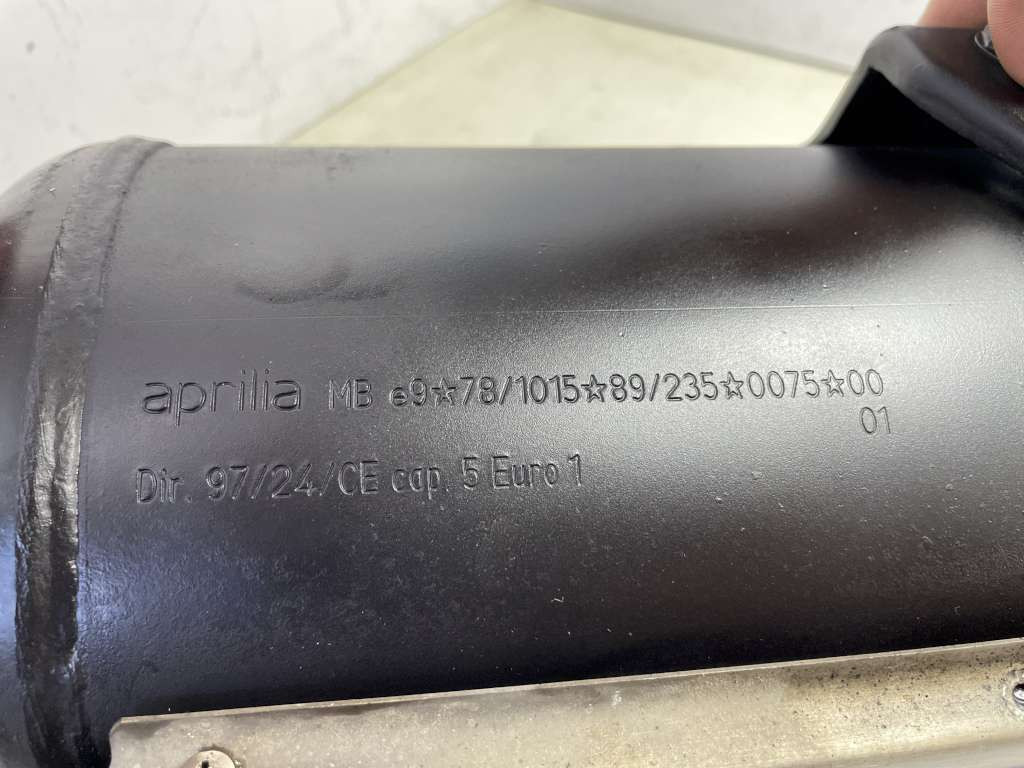 aprilia MB e9☆78/1015☆89/235☆0075☆00
01
Dir. 97/24/CE cap. 5 Euro 1